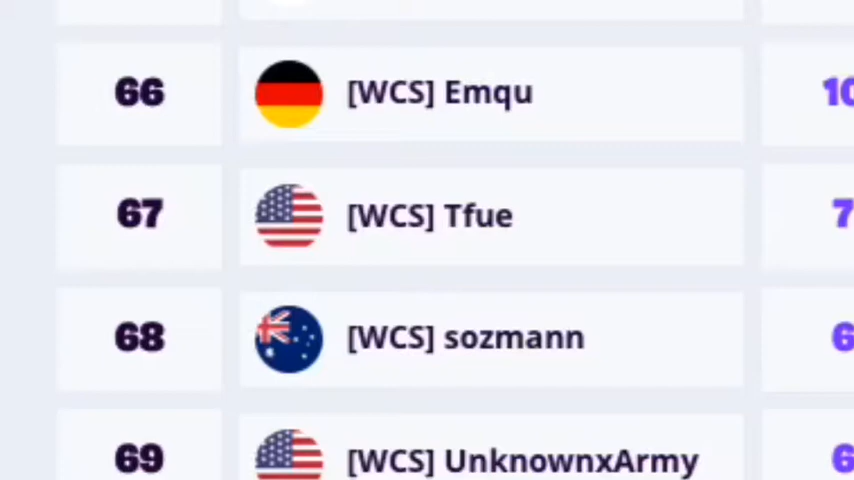 66 [WCS] Emqu
67 [WCS] Tfue
68 [WCS] sozmann
69 [WCS] UnknownxArmy